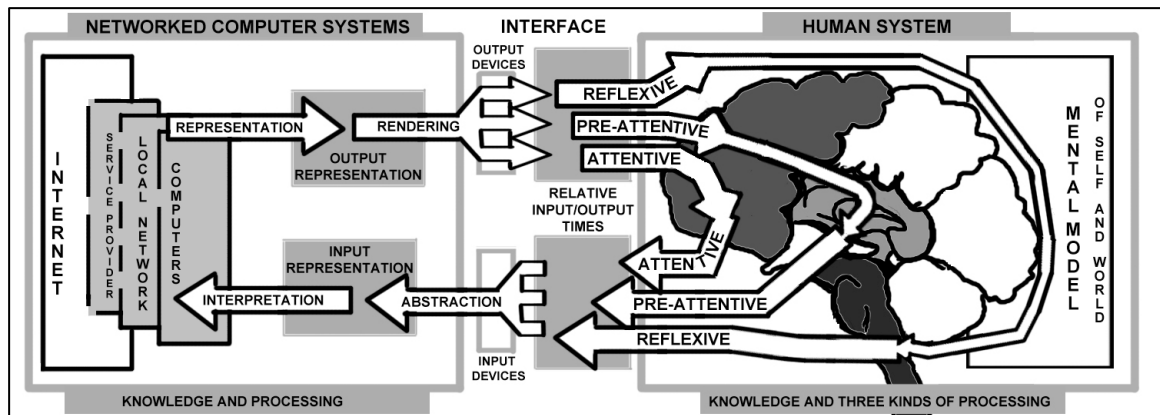 NETWORKED COMPUTER SYSTEMS
INTERFACE
HUMAN SYSTEM
OUTPUT
DEVICES
INTERNET
SERVICE PROVIDER
LOCAL NETWORK
COMPUTERS
REPRESENTATION
OUTPUT
REPRESENTATION
RENDERING
REFLEXIVE
PRE-ATTENTIVE
ATTENTIVE
RELATIVE
INPUT/OUTPUT
TIMES
ATTENTIVE
PRE-ATTENTIVE
REFLEXIVE
MENTAL MODEL
OF SELF AND WORLD
INPUT
REPRESENTATION
INTERPRETATION
ABSTRACTION
INPUT
DEVICES
KNOWLEDGE AND PROCESSING
KNOWLEDGE AND THREE KINDS OF PROCESSING